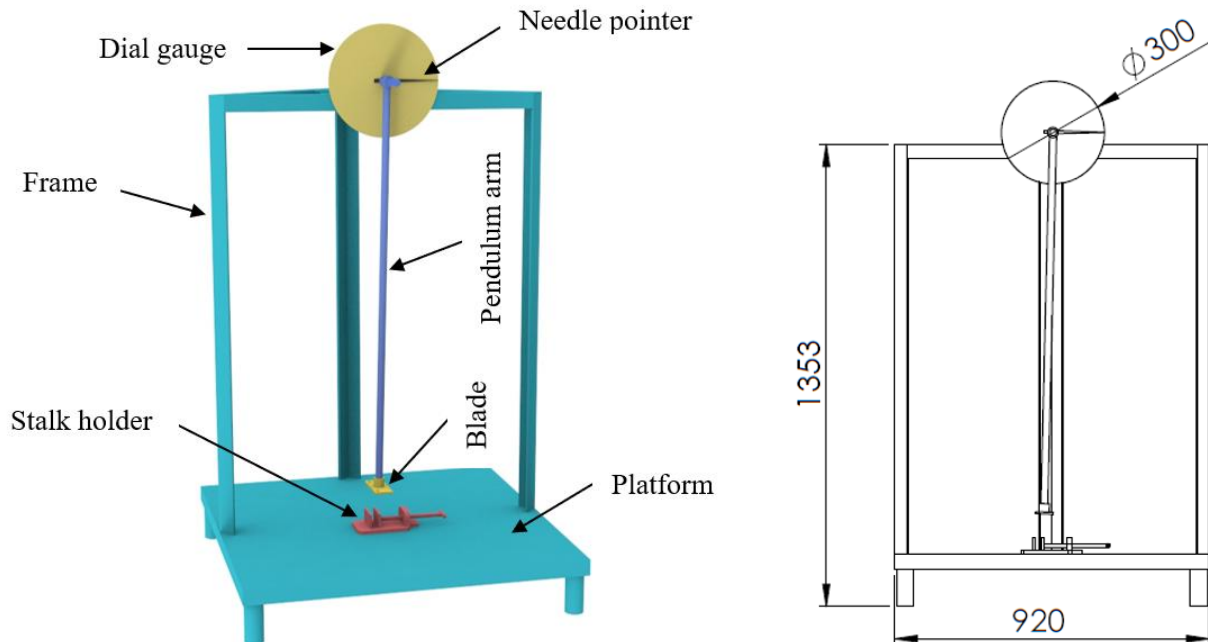 Needle pointer
Dial gauge
Frame
Pendulum arm
Stalk holder
Blade
Platform
Ø300
1353
920